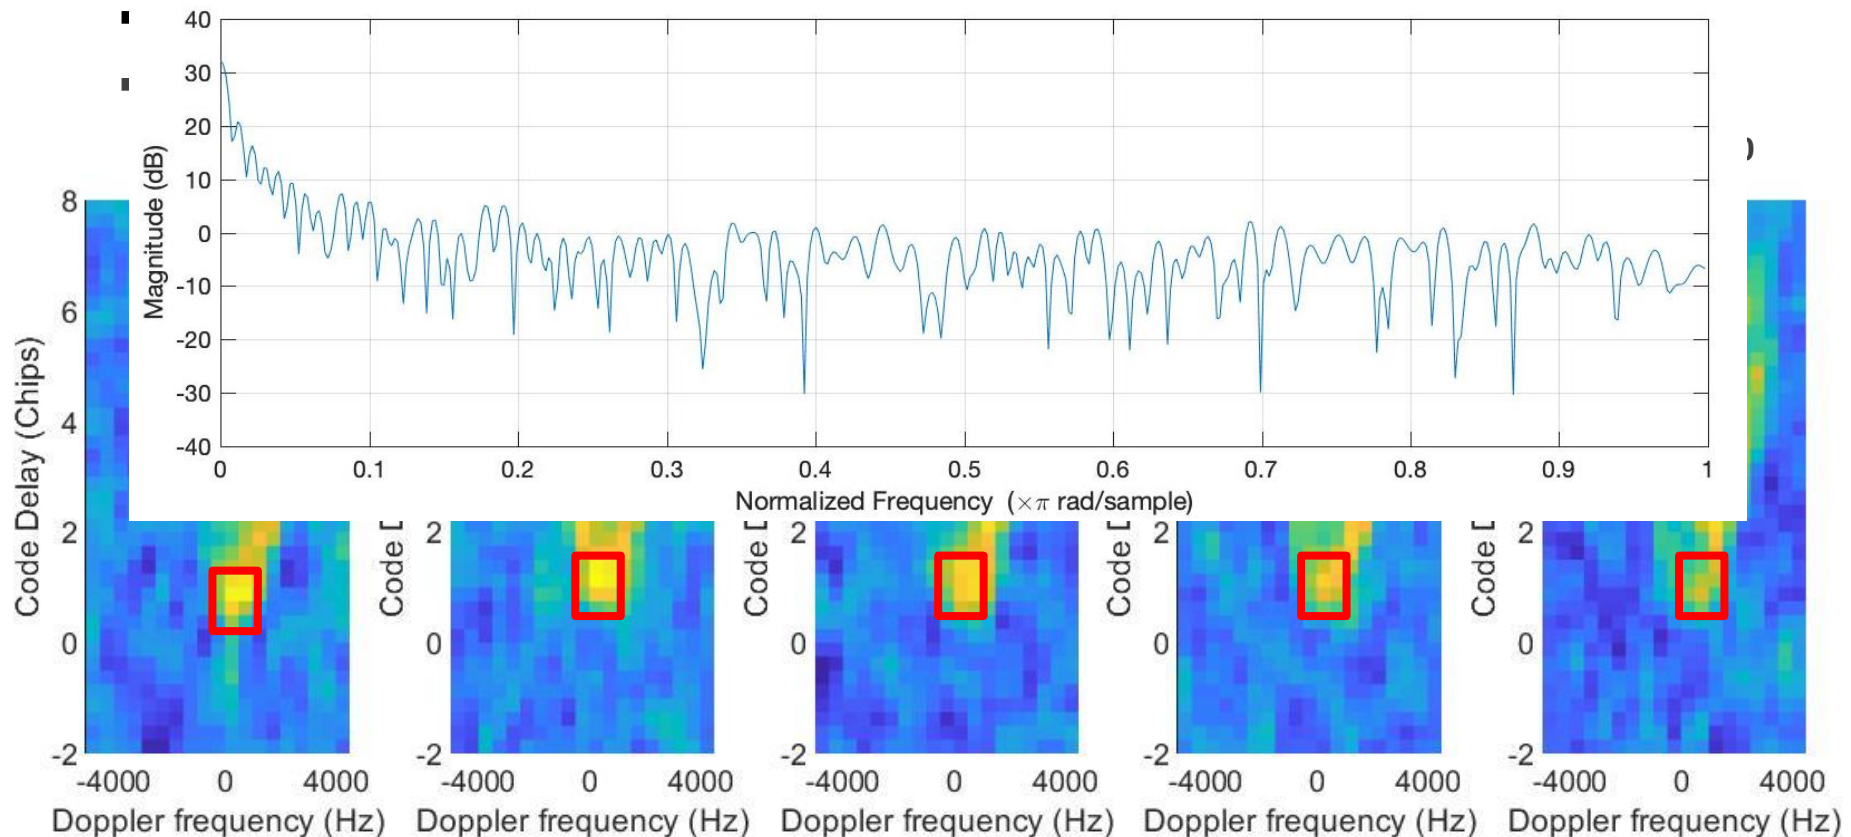 40
30
20
10
0
-10
-20
-30
-40
Magnitude (dB)
0 0.1 0.2 0.3 0.4 0.5 0.6 0.7 0.8 0.9 1
Normalized Frequency (×π rad/sample)
8
6
4
2
0
-2
Code Delay (Chips)
-4000 0 4000
Doppler frequency (Hz)
2
0
-2
Code D
-4000 0 4000
Doppler frequency (Hz)
2
0
-2
Code D
-4000 0 4000
Doppler frequency (Hz)
2
0
-2
Code D
-4000 0 4000
Doppler frequency (Hz)
2
0
-2
Code D
-4000 0 4000
Doppler frequency (Hz)